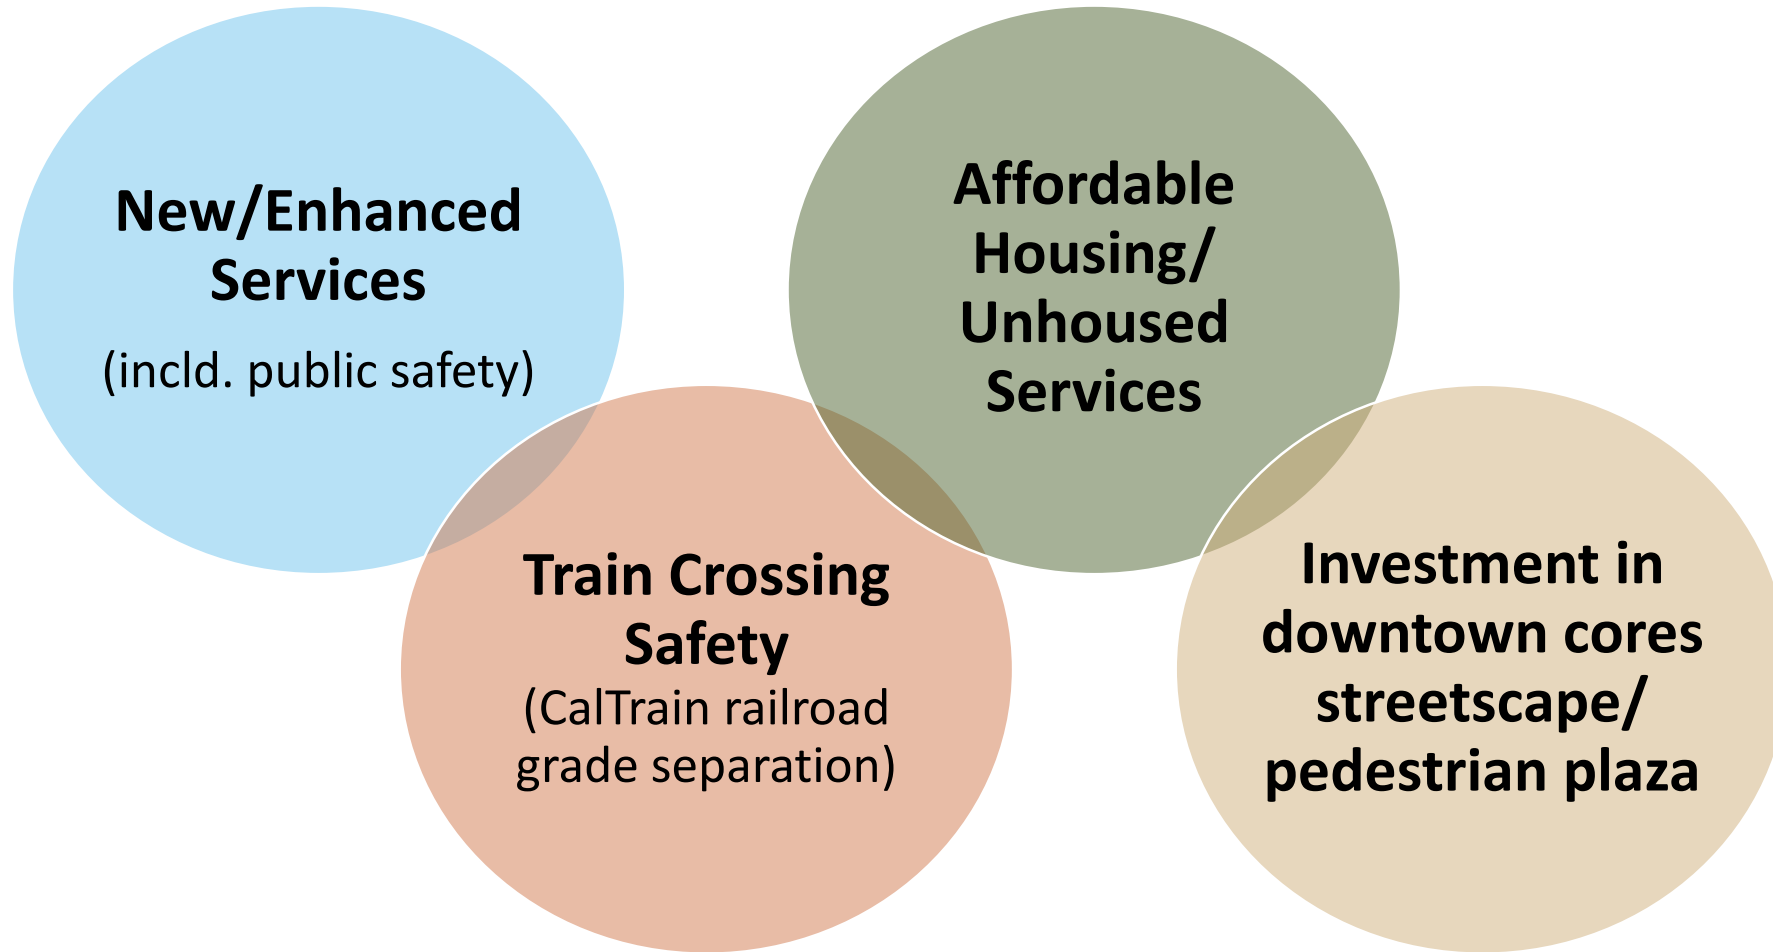 New/Enhanced
Services
(incld. public safety)
Train Crossing
Safety
(CalTrain railroad
grade separation)
Affordable
Housing/
Unhoused
Services
Investment in
downtown cores
streetscape/
pedestrian plaza